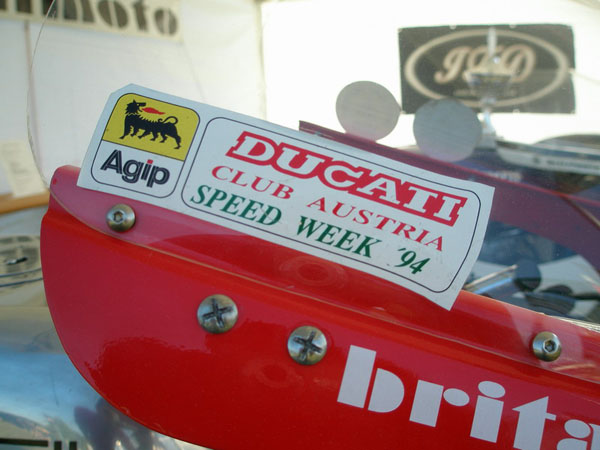 Agip
DUCATI
CLUB AUSTRIA
SPEED WEEK '94
brita